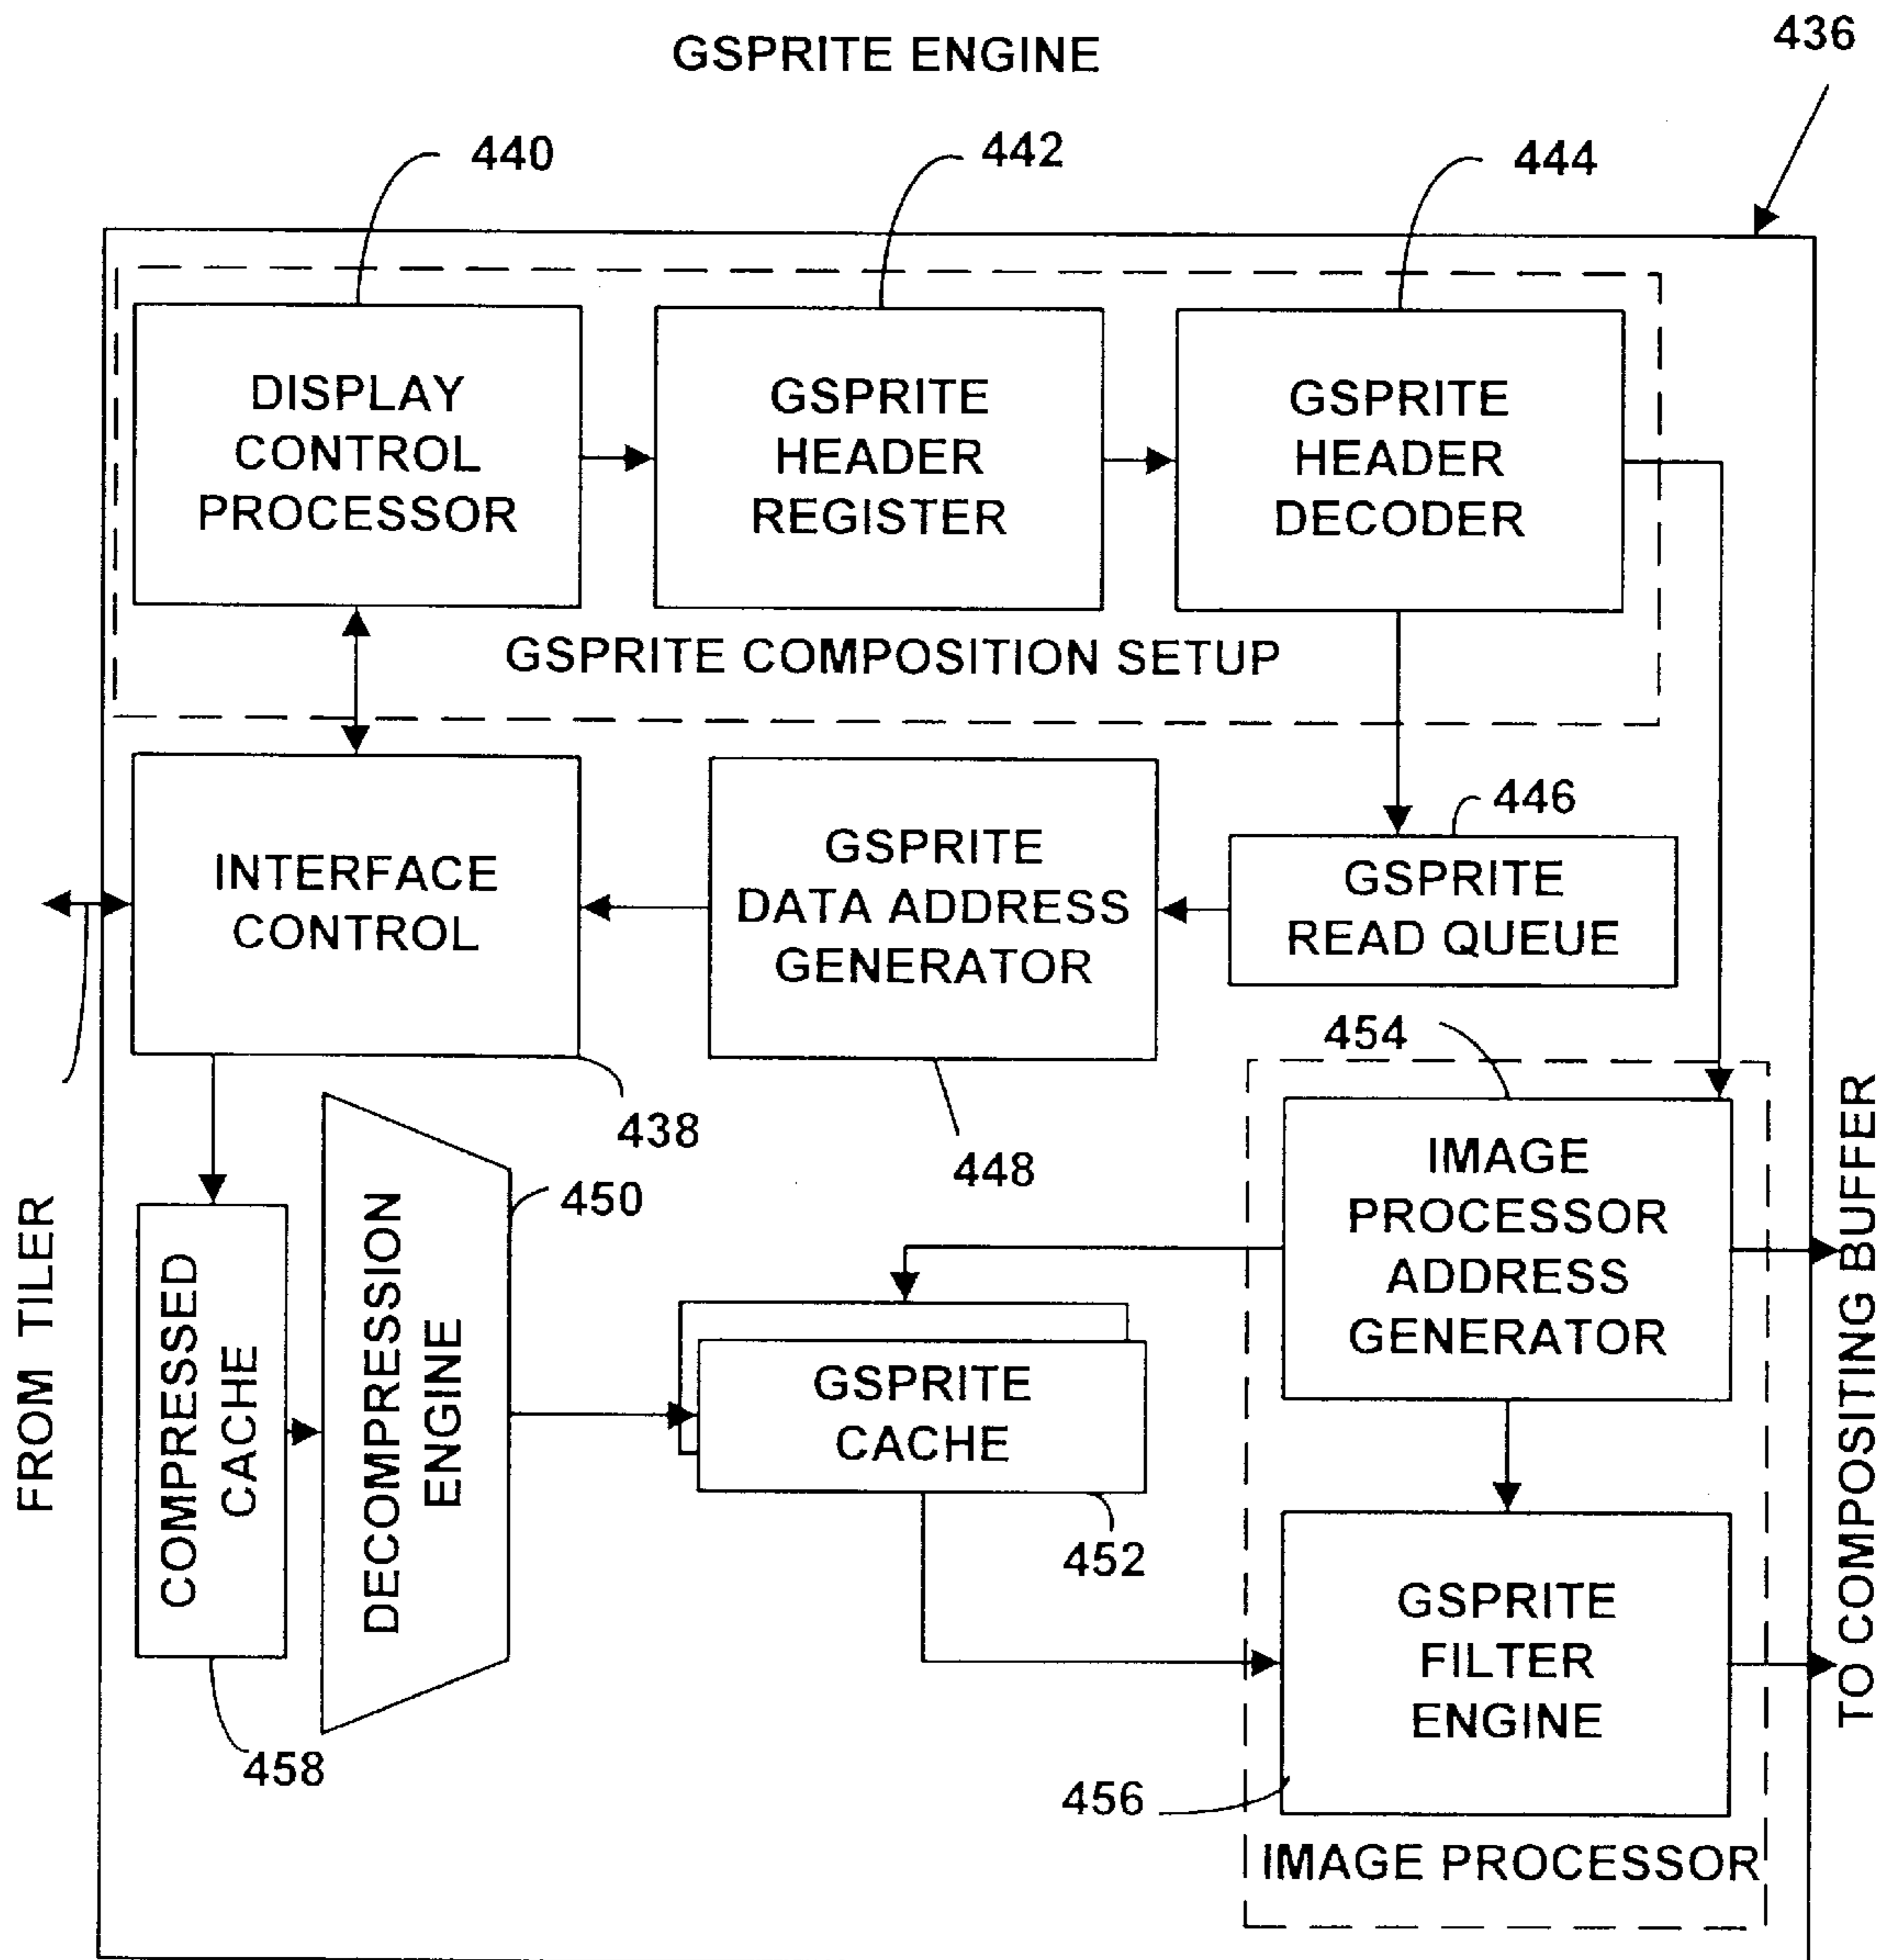 GSPRITE ENGINE
436
440
442
444
DISPLAY
CONTROL
PROCESSOR
GSPRITE
HEADER
REGISTER
GSPRITE
HEADER
DECODER
GSPRITE COMPOSITION SETUP
INTERFACE
CONTROL
438
GSPRITE
DATA ADDRESS
GENERATOR
448
446
GSPRITE
READ QUEUE
FROM TILER
COMPRESSED
CACHE
458
DECOMPRESSION
ENGINE
450
GSPRITE
CACHE
452
454
IMAGE
PROCESSOR
ADDRESS
GENERATOR
GSPRITE
FILTER
ENGINE
456
IMAGE PROCESSOR
TO COMPOSITING BUFFER